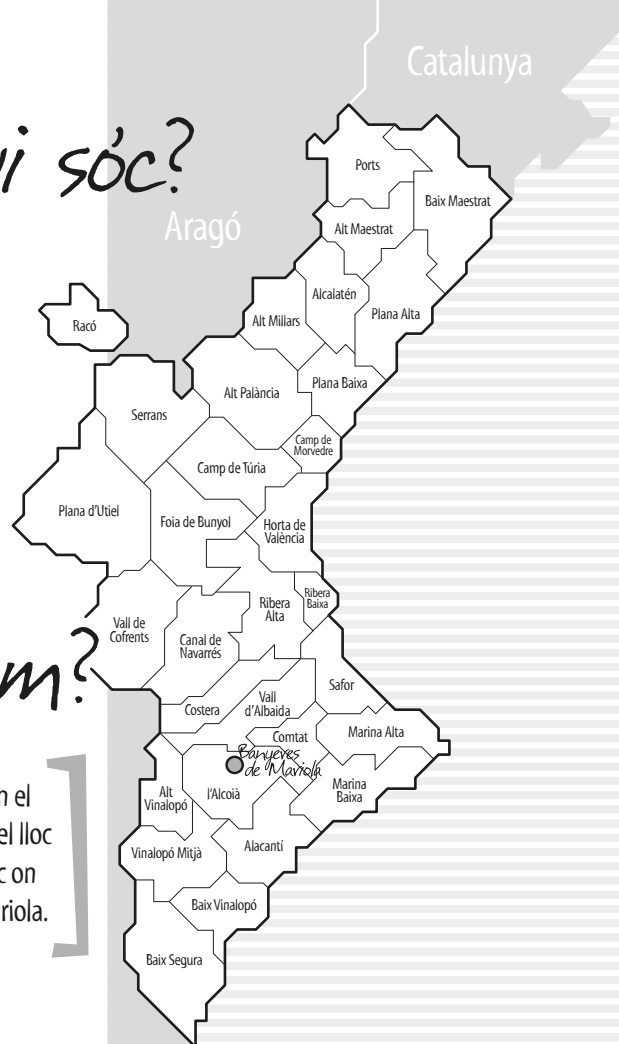 Catalunya
sóc?
Aragó
Ports
Baix Maestrat
Alt Maestrat
Alcalatén
Plana Alta
Racó
Alt Millars
Plana Baixa
Alt Palància
Serrans
Camp de
Morvedre
Camp de Túria
Plana d'Utiel
Foia de Bunyol
Horta de
València
Ribera
Baixa
Ribera
Alta
Vall de
Cofrents
Canal de
Navarrés
Safor
Costera
Vall
d'Albaida
Comtat
Marina Alta
Banyeres
de Mariola
Alt
Vinalopó
l'Alcoià
Marina
Baixa
Vinalopó Mitjà
Alacantí
Baix Vinalopó
Baix Segura
m?
el
el lloc
on
riola.